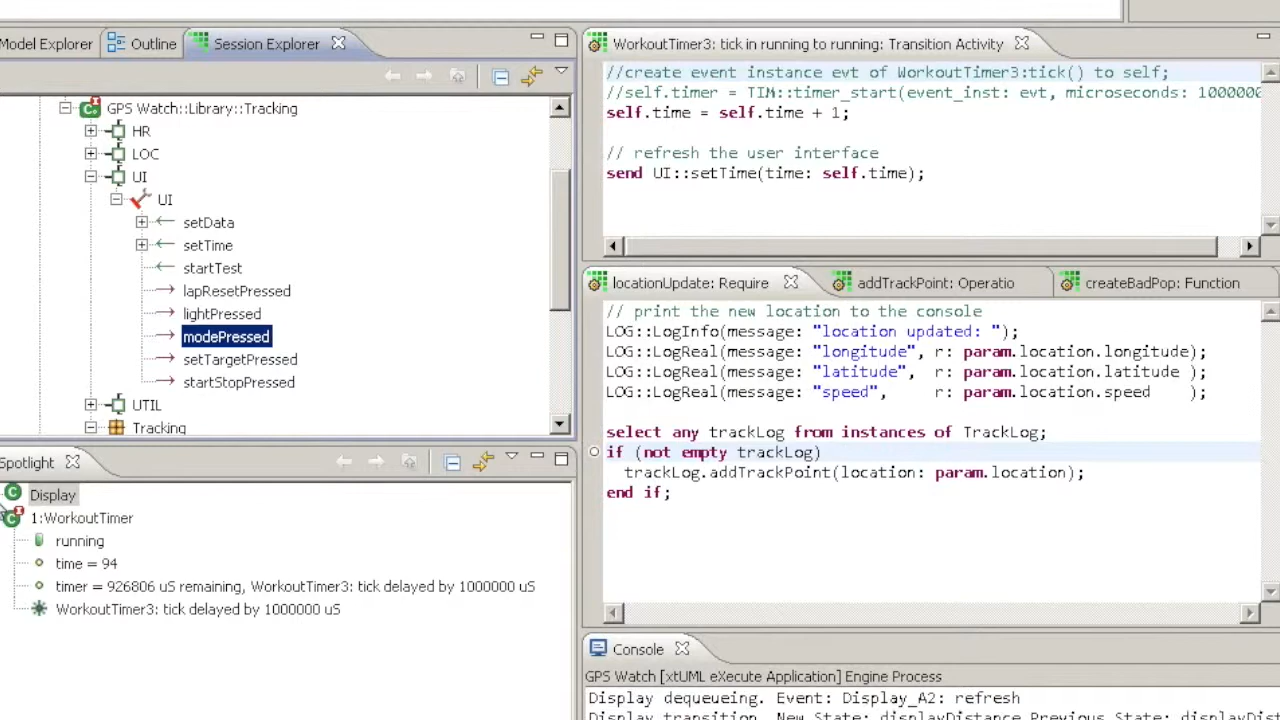 Model Explorer
Outline
Session Explorer
GPS Watch::Library::Tracking
HR
LOC
UI
UI
setData
setTime
startTest
lapResetPressed
lightPressed
modePressed
setTargetPressed
startStopPressed
UTIL
Tracking
Spotlight
Display
1:WorkoutTimer
running
time = 94
timer = 926806 uS remaining, WorkoutTimer3: tick delayed by 1000000 uS
WorkoutTimer3: tick delayed by 1000000 uS
WorkoutTimer3: tick in running to running: Transition Activity
//create event instance evt of WorkoutTimer3:tick() to self;
//self.timer = TIM::timer_start(event_inst: evt, microseconds: 1000000
self.time = self.time + 1;
// refresh the user interface
send UI::setTime(time: self.time);
locationUpdate: Require
addTrackPoint: Operatio
createBadPop: Function
// print the new location to the console
LOG::LogInfo(message: "location updated: ");
LOG::LogReal(message: "longitude", r: param.location.longitude);
LOG::LogReal(message: "latitude", r: param.location.latitude );
LOG::LogReal(message: "speed", r: param.location.speed );
select any trackLog from instances of TrackLog;
if (not empty trackLog)
trackLog.addTrackPoint(location: param.location);
end if;
Console
GPS Watch [xtUML eXecute Application] Engine Process
Display dequeueing. Event: Display_A2: refresh
Display transition. New State: displayDistance Previous State: displayDist